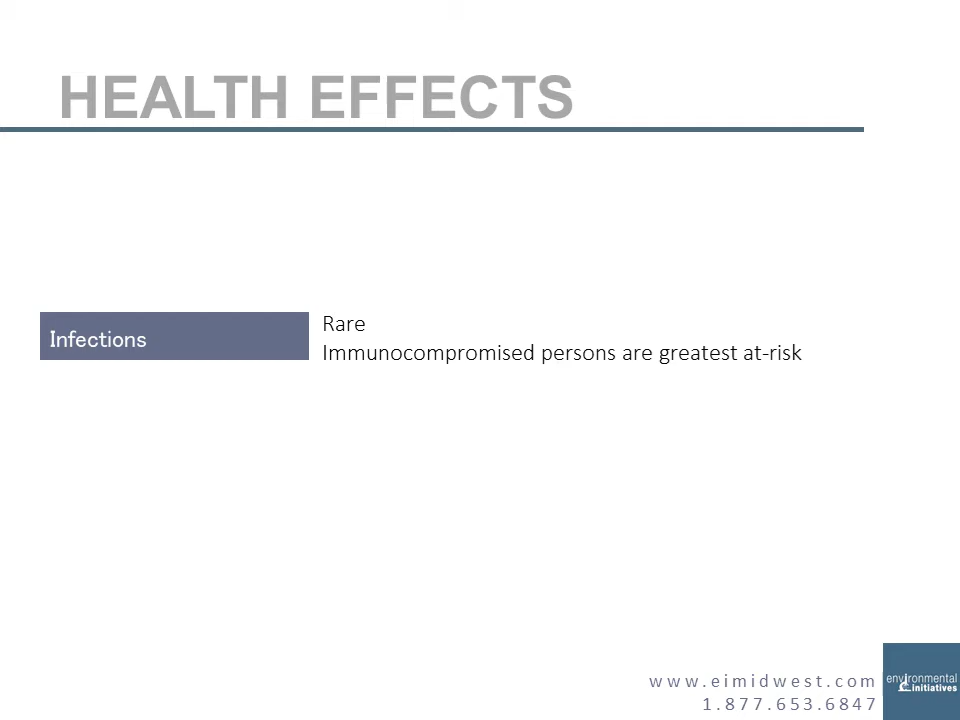 HEALTH EFFECTS
Infections
Rare
Immunocompromised persons are greatest at-risk
www.eimidwest.com
1.877.653.6847
environmental
initiatives